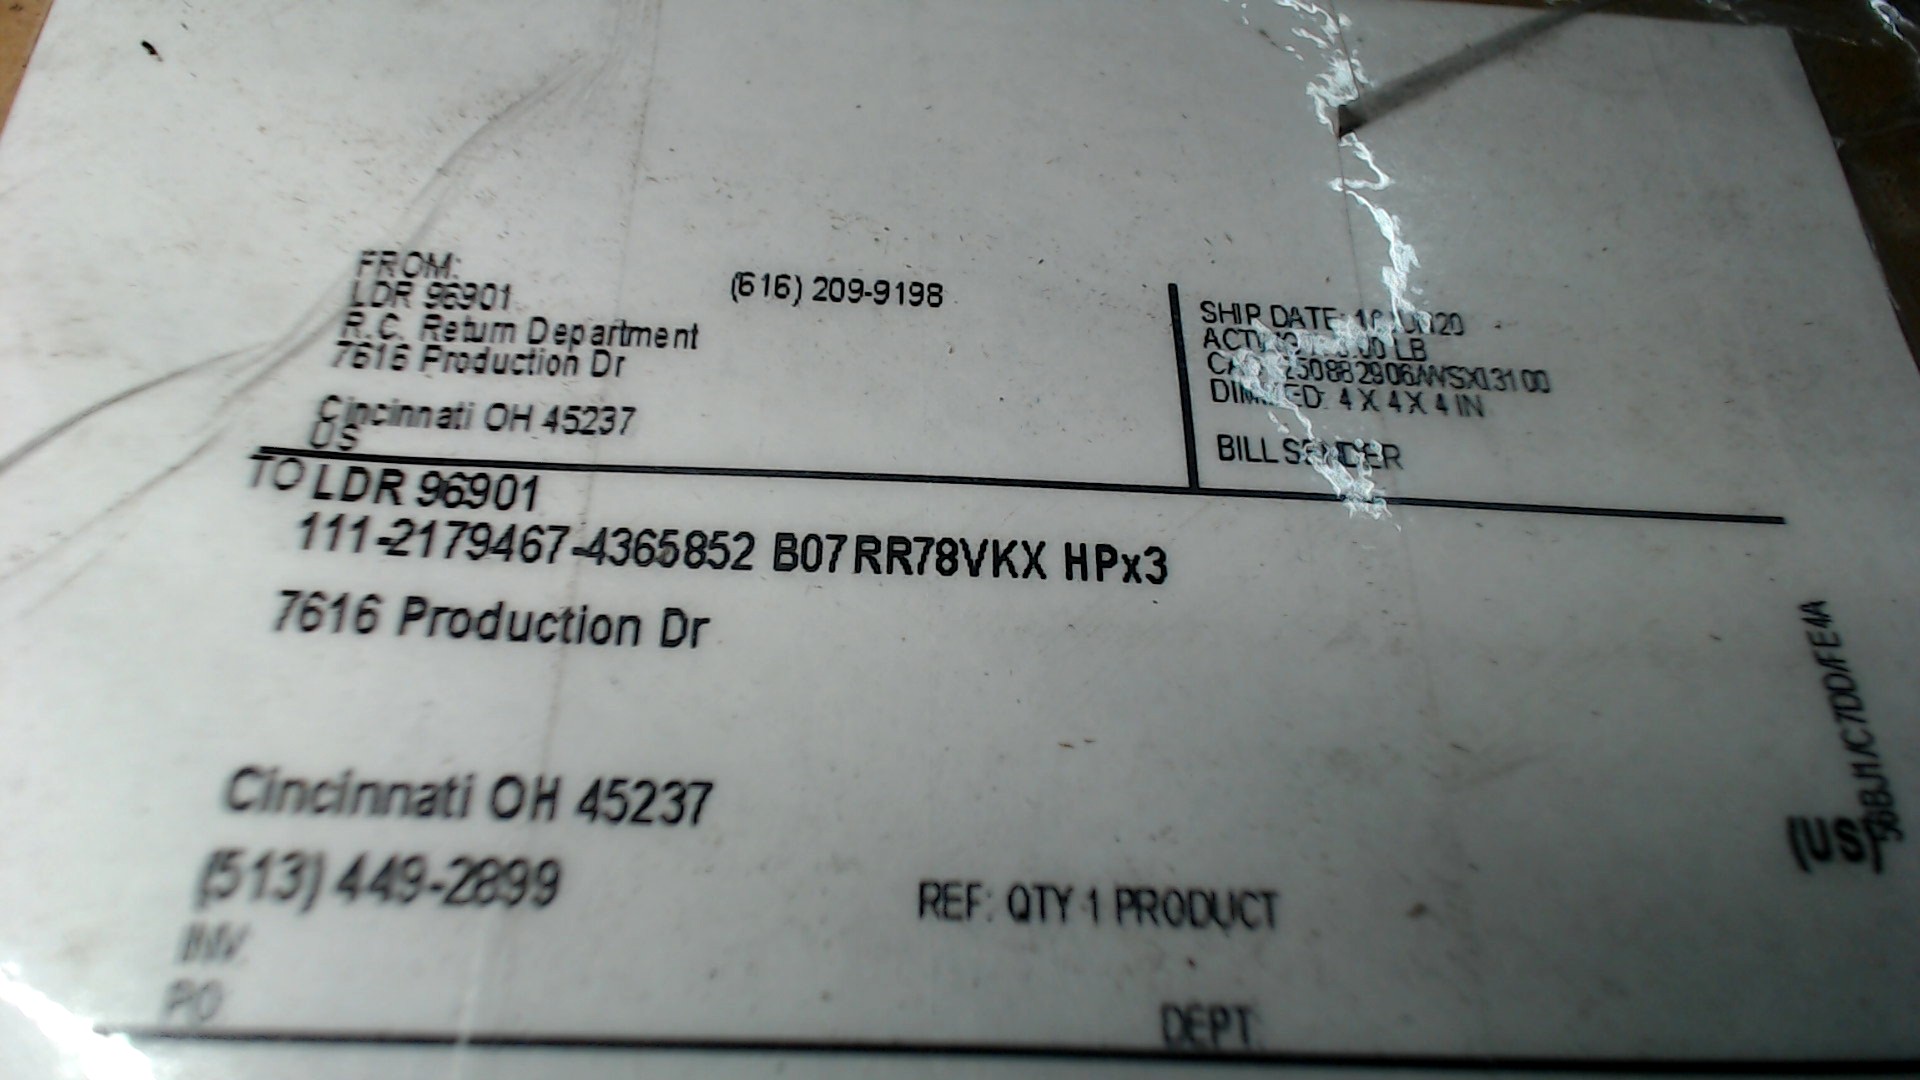 FROM:
LDR 96901
(616) 209-9198
R.C. Return Department
7616 Production Dr
Cincinnati OH 45237
US
SHIP DATE:
LB
4 X 4 X 4 IN
BILL SENDER
TO LDR 96901
111-2179467-4365852 B07RR78VKX HPx3
7616 Production Dr
Cincinnati OH 45237
(513) 449-2899
REF: QTY 1 PRODUCT
INV
PO
DEPT
(US)